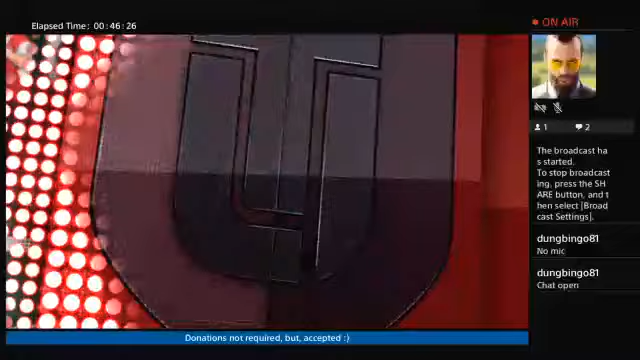 Elapsed Time: 00:46:26
ON AIR
1 2
The broadcast ha
s started.
To stop broadcast
ing, press the SH
ARE button, and t
hen select [Broad
cast Settings].
dungbingo81
No mic
dungbingo81
Chat open
Donations not required, but, accepted :)